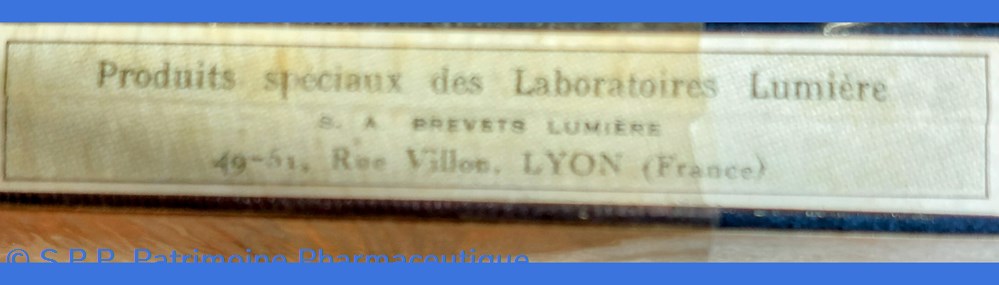 Produits spéciaux des Laboratoires Lumière
S. A BREVETS LUMIÈRE
49-51, Rue Villon, LYON (France)
© S.P.P. Patrimoine Pharmaceutique